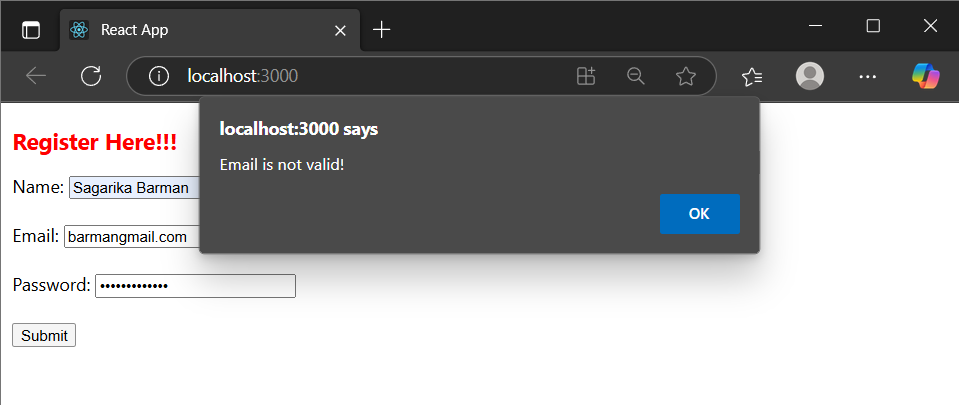 React App
localhost:3000
localhost:3000 says
Email is not valid!
OK
Register Here!!!
Name: Sagarika Barman
Email: barmangmail.com
Password: •••••••••••••
Submit